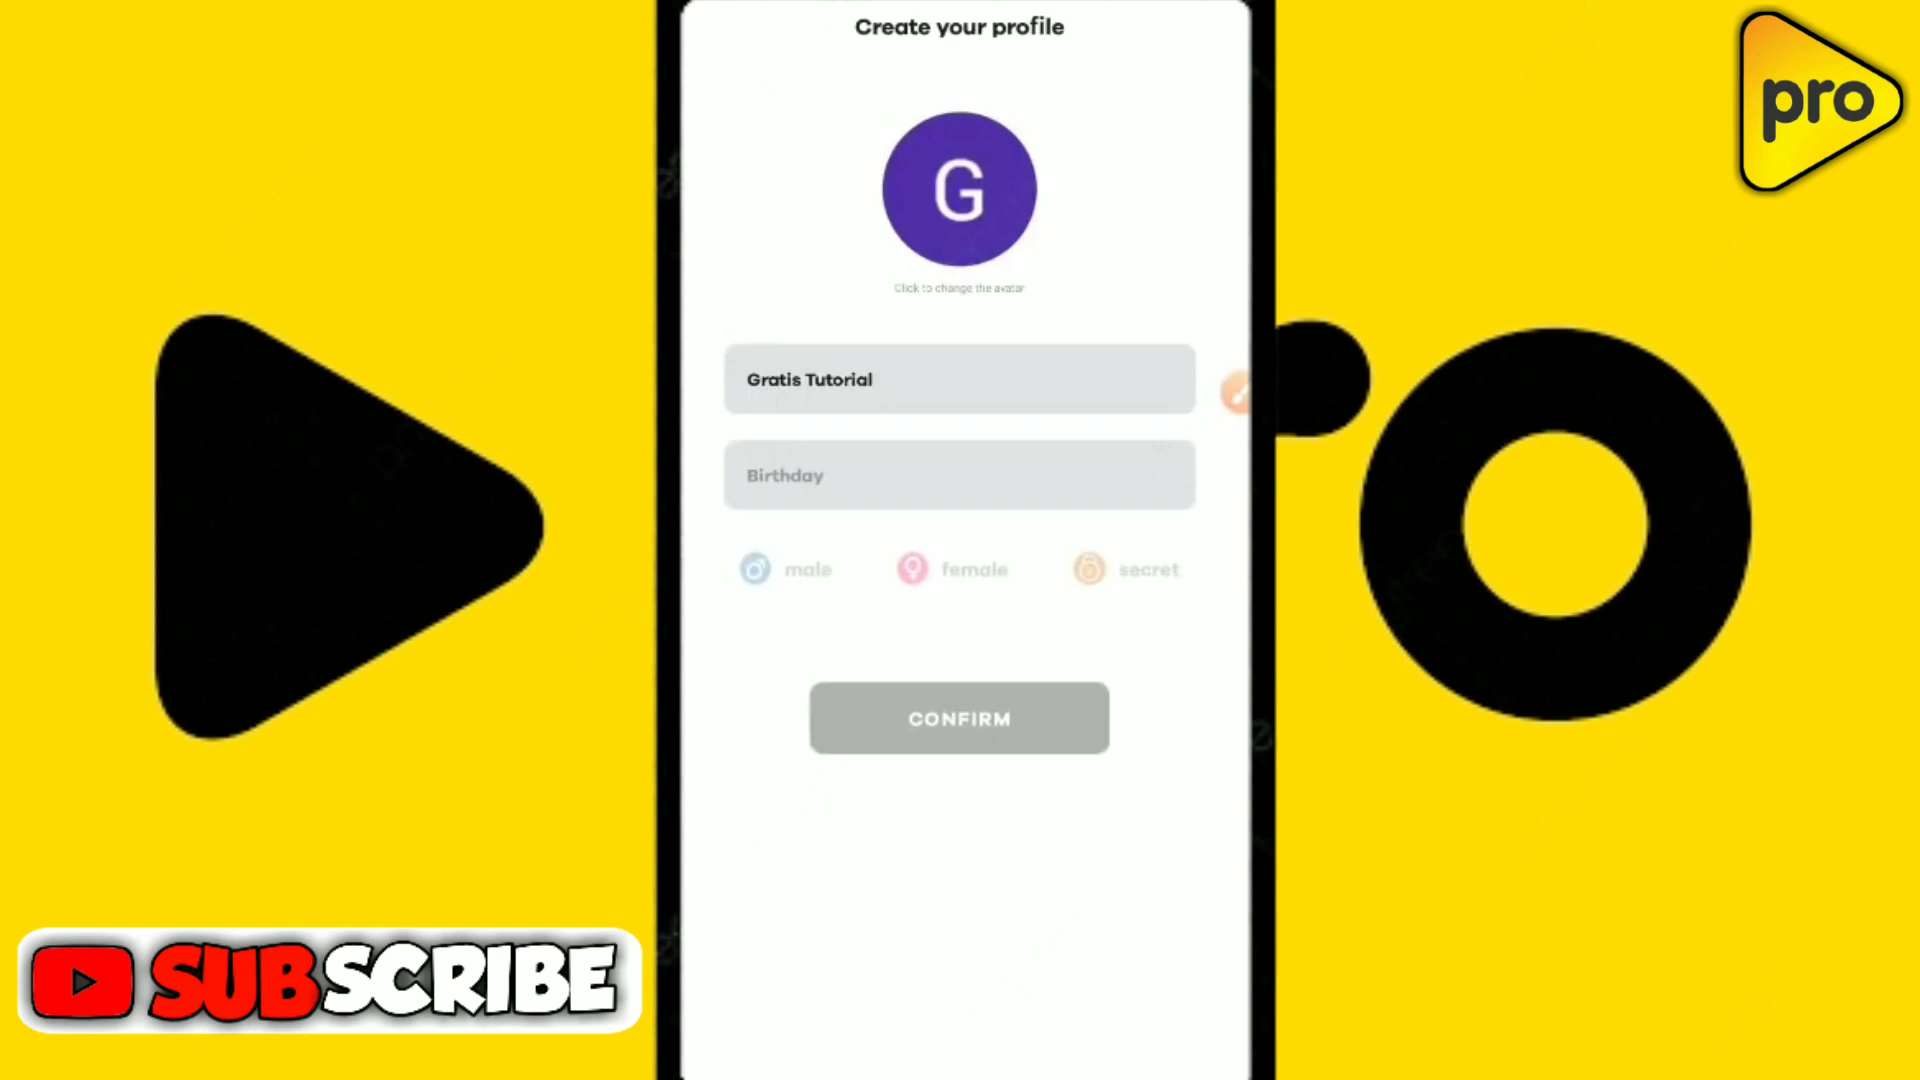 Create your profile
pro
G
Click to change the avatar
Gratis Tutorial
Birthday
male female secret
CONFIRM
SUBSCRIBE